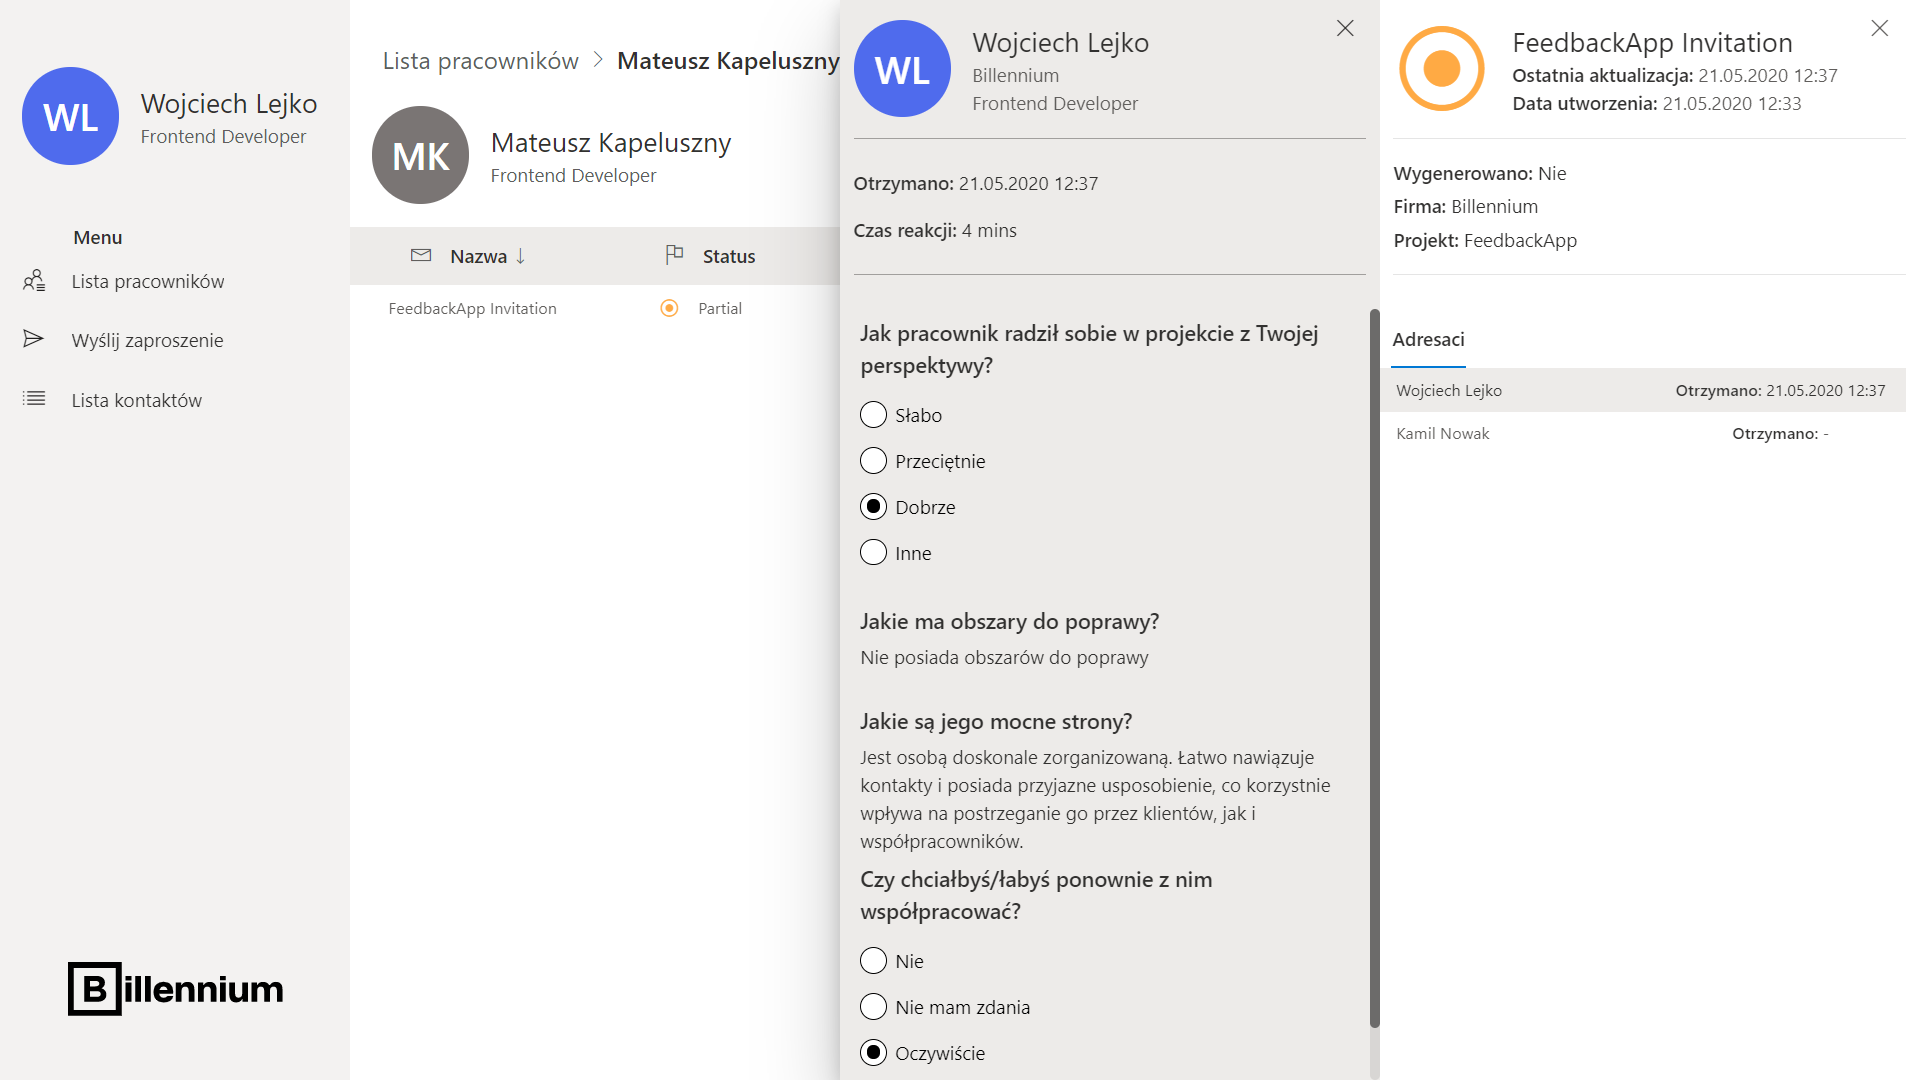 WL
Wojciech Lejko
Frontend Developer
Menu
Lista pracowników
Wyślij zaproszenie
Lista kontaktów
Billennium
Lista pracowników > Mateusz Kapeluszny
MK
Mateusz Kapeluszny
Frontend Developer
Nazwa ↓ Status
FeedbackApp Invitation Partial
WL
Wojciech Lejko
Billennium
Frontend Developer
Otrzymano: 21.05.2020 12:37
Czas reakcji: 4 mins
Jak pracownik radził sobie w projekcie z Twojej
perspektywy?
Słabo
Przeciętnie
Dobrze
Inne
Jakie ma obszary do poprawy?
Nie posiada obszarów do poprawy
Jakie są jego mocne strony?
Jest osobą doskonale zorganizowaną. Łatwo nawiązuje
kontakty i posiada przyjazne usposobienie, co korzystnie
wpływa na postrzeganie go przez klientów, jak i
współpracowników.
Czy chciałbyś/łabyś ponownie z nim
współpracować?
Nie
Nie mam zdania
Oczywiście
FeedbackApp Invitation
Ostatnia aktualizacja: 21.05.2020 12:37
Data utworzenia: 21.05.2020 12:33
Wygenerowano: Nie
Firma: Billennium
Projekt: FeedbackApp
Adresaci
Wojciech Lejko Otrzymano: 21.05.2020 12:37
Kamil Nowak Otrzymano: -